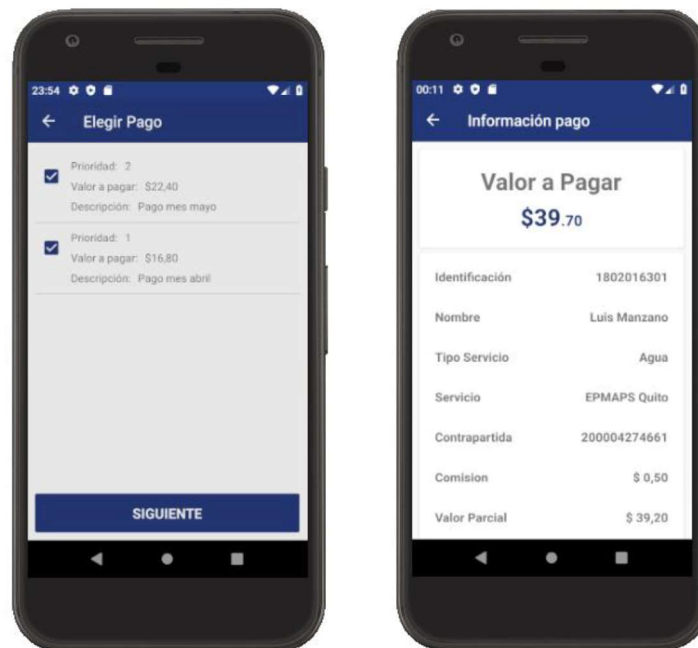 23:54
Elegir Pago
Prioridad: 2
Valor a pagar: $22,40
Descripción: Pago mes mayo
Prioridad: 1
Valor a pagar: $16,80
Descripción: Pago mes abril
SIGUIENTE
00:11
Información pago
Valor a Pagar
$39.70
Identificación 1802016301
Nombre Luis Manzano
Tipo Servicio Agua
Servicio EPMAPS Quito
Contrapartida 200004274661
Comision $ 0,50
Valor Parcial $ 39,20